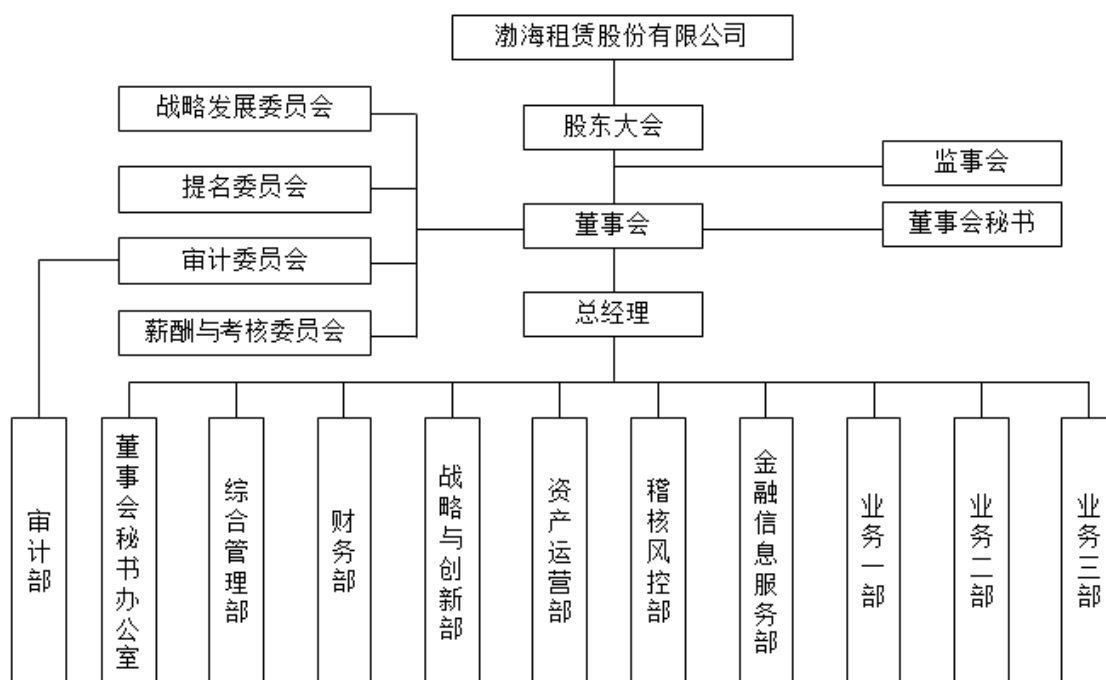 渤海租赁股份有限公司
战略发展委员会
股东大会
监事会
提名委员会
董事会
董事会秘书
审计委员会
总经理
薪酬与考核委员会
审计部
董事会秘书办公室
综合管理部
财务部
战略与创新部
资产运营部
稽核风控部
金融信息服务部
业务一部
业务二部
业务三部